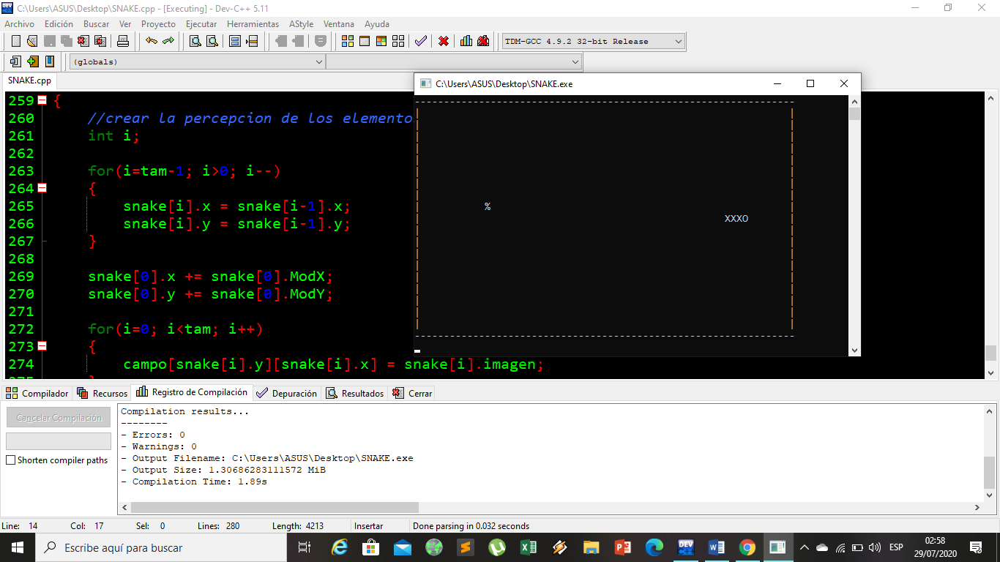 C:\Users\ASUS\Desktop\SNAKE.cpp - [Executing] - Dev-C++ 5.11
Archivo Edición Buscar Ver Proyecto Ejecutar Herramientas AStyle Ventana Ayuda
TDM-GCC 4.9.2 32-bit Release
(globals)
SNAKE.cpp
259 {
260 //crear la percepcion de los elemento
261 int i;
262
263 for(i=tam-1; i>0; i--)
264 {
265 snake[i].x = snake[i-1].x;
266 snake[i].y = snake[i-1].y;
267 }
268
269 snake[0].x += snake[0].ModX;
270 snake[0].y += snake[0].ModY;
271
272 for(i=0; i<tam; i++)
273 {
274 campo[snake[i].y][snake[i].x] = snake[i].imagen;
C:\Users\ASUS\Desktop\SNAKE.exe
%
XXXO
Compilador Recursos Registro de Compilación Depuración Resultados Cerrar
Cancelar Compilación
Shorten compiler paths
Compilation results...
--------
- Errors: 0
- Warnings: 0
- Output Filename: C:\Users\ASUS\Desktop\SNAKE.exe
- Output Size: 1.30686283111572 MiB
- Compilation Time: 1.89s
Line: 14 Col: 17 Sel: 0 Lines: 280 Length: 4213 Insertar Done parsing in 0.032 seconds
Escribe aquí para buscar
ESP
02:58
29/07/2020